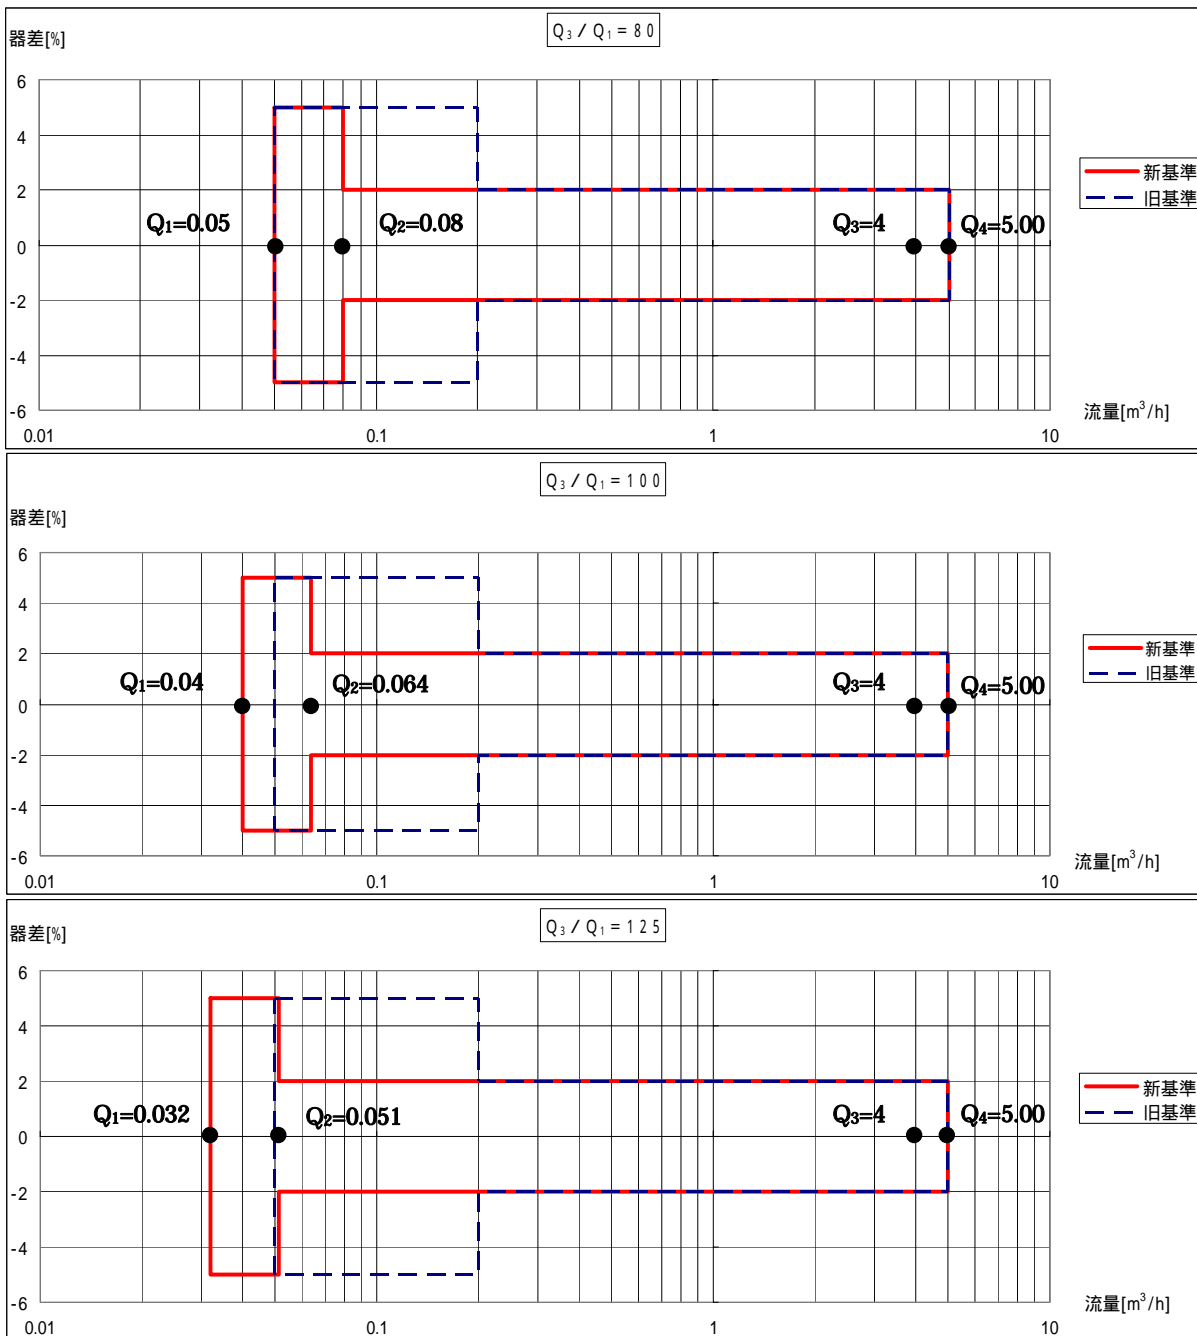 Q₃/Q₁=80
器差[%]
6
4
2
0
-2
-4
-6
Q₁=0.05
Q₂=0.08
Q₃=4
Q₄=5.00
新基準
旧基準
流量[m³/h]
0.01
0.1
1
10
Q₃/Q₁=100
器差[%]
6
4
2
0
-2
-4
-6
Q₁=0.04
Q₂=0.064
Q₃=4
Q₄=5.00
新基準
旧基準
流量[m³/h]
0.01
0.1
1
10
Q₃/Q₁=125
器差[%]
6
4
2
0
-2
-4
-6
Q₁=0.032
Q₂=0.051
Q₃=4
Q₄=5.00
新基準
旧基準
流量[m³/h]
0.01
0.1
1
10